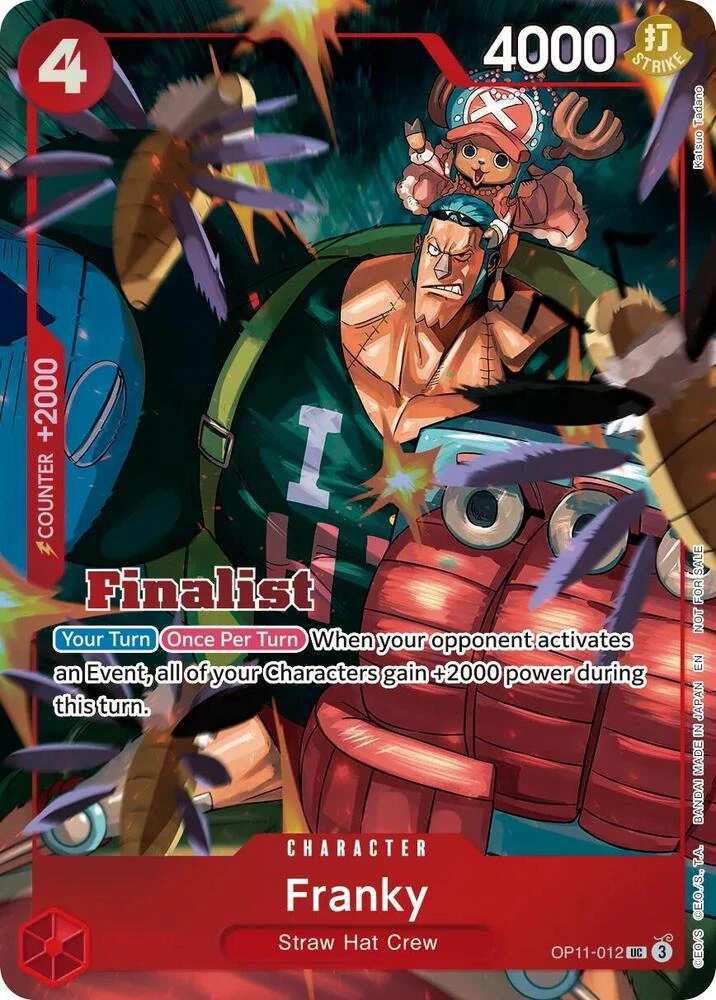 4
4000
打
STRIKE
Katsuo Tadano
COUNTER +2000
I
Finalist
Your Turn Once Per Turn When your opponent activates
an Event, all of your Characters gain +2000 power during
this turn.
CHARACTER
Franky
Straw Hat Crew
OP11-012 UC 3
©EO/S ©E.O./S., T.A. BANDAI MADE IN JAPAN EN NOT FOR SALE